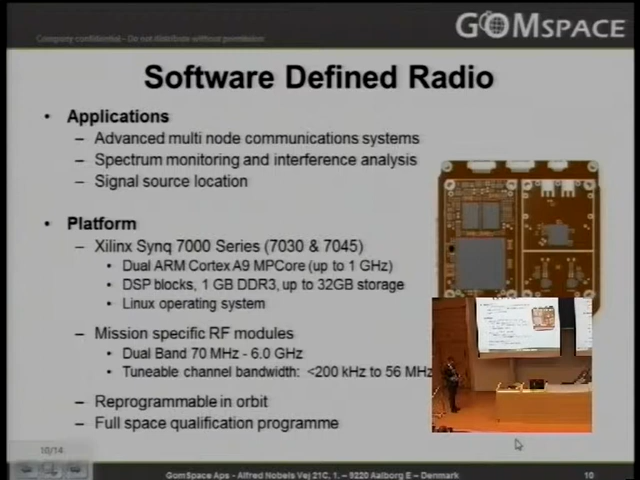 Company confidential - Do not distribute without permission
GOMSPACE
Software Defined Radio
• Applications
– Advanced multi node communications systems
– Spectrum monitoring and interference analysis
– Signal source location
• Platform
– Xilinx Synq 7000 Series (7030 & 7045)
• Dual ARM Cortex A9 MPCore (up to 1 GHz)
• DSP blocks, 1 GB DDR3, up to 32GB storage
• Linux operating system
– Mission specific RF modules
• Dual Band 70 MHz - 6.0 GHz
• Tuneable channel bandwidth: <200 kHz to 56 MHz
– Reprogrammable in orbit
– Full space qualification programme
10/14
GomSpace Aps - Alfred Nobels Vej 21C, 1. – 9220 Aalborg E – Denmark
10